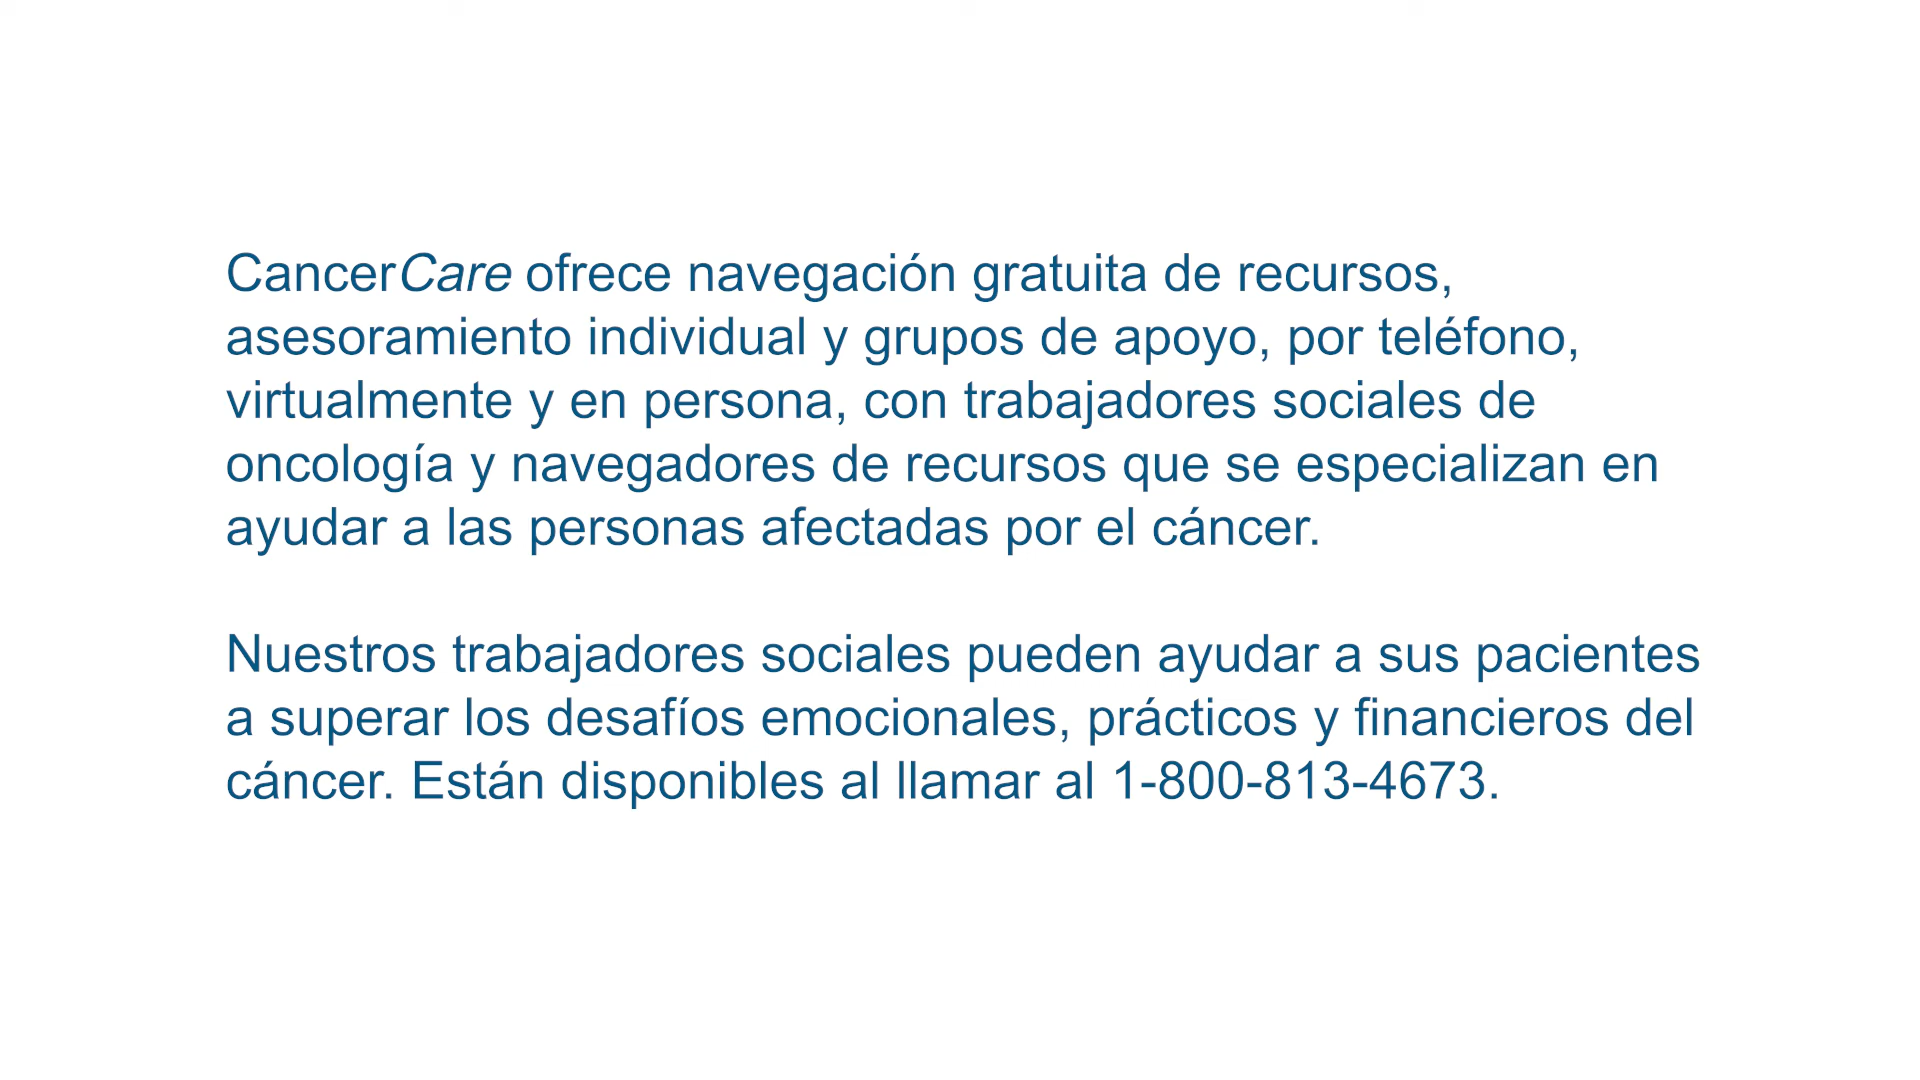 CancerCare ofrece navegación gratuita de recursos,
asesoramiento individual y grupos de apoyo, por teléfono,
virtualmente y en persona, con trabajadores sociales de
oncología y navegadores de recursos que se especializan en
ayudar a las personas afectadas por el cáncer.
Nuestros trabajadores sociales pueden ayudar a sus pacientes
a superar los desafíos emocionales, prácticos y financieros del
cáncer. Están disponibles al llamar al 1-800-813-4673.